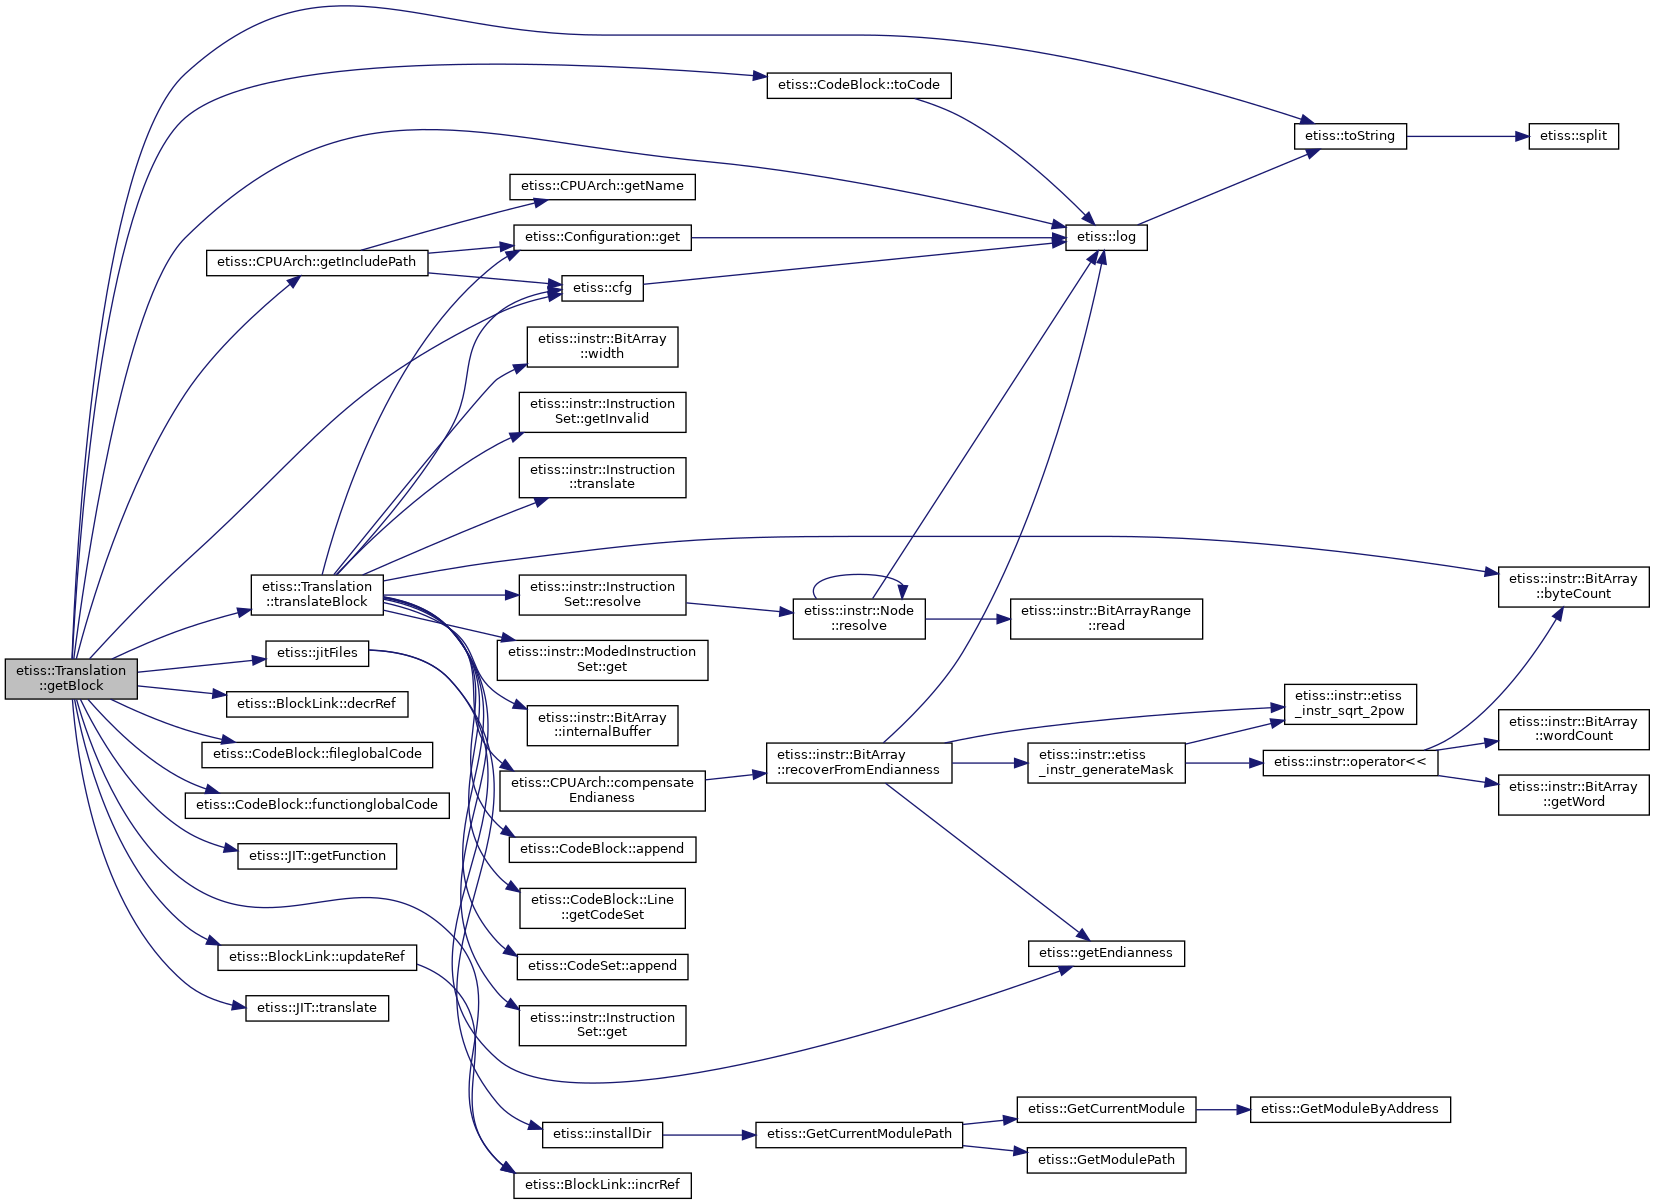 etiss::CodeBlock::toCode
etiss::toString
etiss::split
etiss::CPUArch::getName
etiss::Configuration::get
etiss::log
etiss::CPUArch::getIncludePath
etiss::cfg
etiss::instr::BitArray
::width
etiss::instr::Instruction
Set::getInvalid
etiss::instr::Instruction
::translate
etiss::Translation
::translateBlock
etiss::instr::Instruction
Set::resolve
etiss::instr::Node
::resolve
etiss::instr::BitArrayRange
::read
etiss::instr::BitArray
::byteCount
etiss::Translation
::getBlock
etiss::jitFiles
etiss::instr::ModedInstruction
Set::get
etiss::BlockLink::decrRef
etiss::instr::BitArray
::internalBuffer
etiss::instr::etiss
_instr_sqrt_2pow
etiss::instr::BitArray
::wordCount
etiss::CodeBlock::fileglobalCode
etiss::CPUArch::compensate
Endianess
etiss::instr::BitArray
::recoverFromEndianness
etiss::instr::etiss
_instr_generateMask
etiss::instr::operator<<
etiss::instr::BitArray
::getWord
etiss::CodeBlock::functionglobalCode
etiss::CodeBlock::append
etiss::JIT::getFunction
etiss::CodeBlock::Line
::getCodeSet
etiss::BlockLink::updateRef
etiss::CodeSet::append
etiss::getEndianness
etiss::JIT::translate
etiss::instr::Instruction
Set::get
etiss::installDir
etiss::GetCurrentModulePath
etiss::GetCurrentModule
etiss::GetModuleByAddress
etiss::GetModulePath
etiss::BlockLink::incrRef